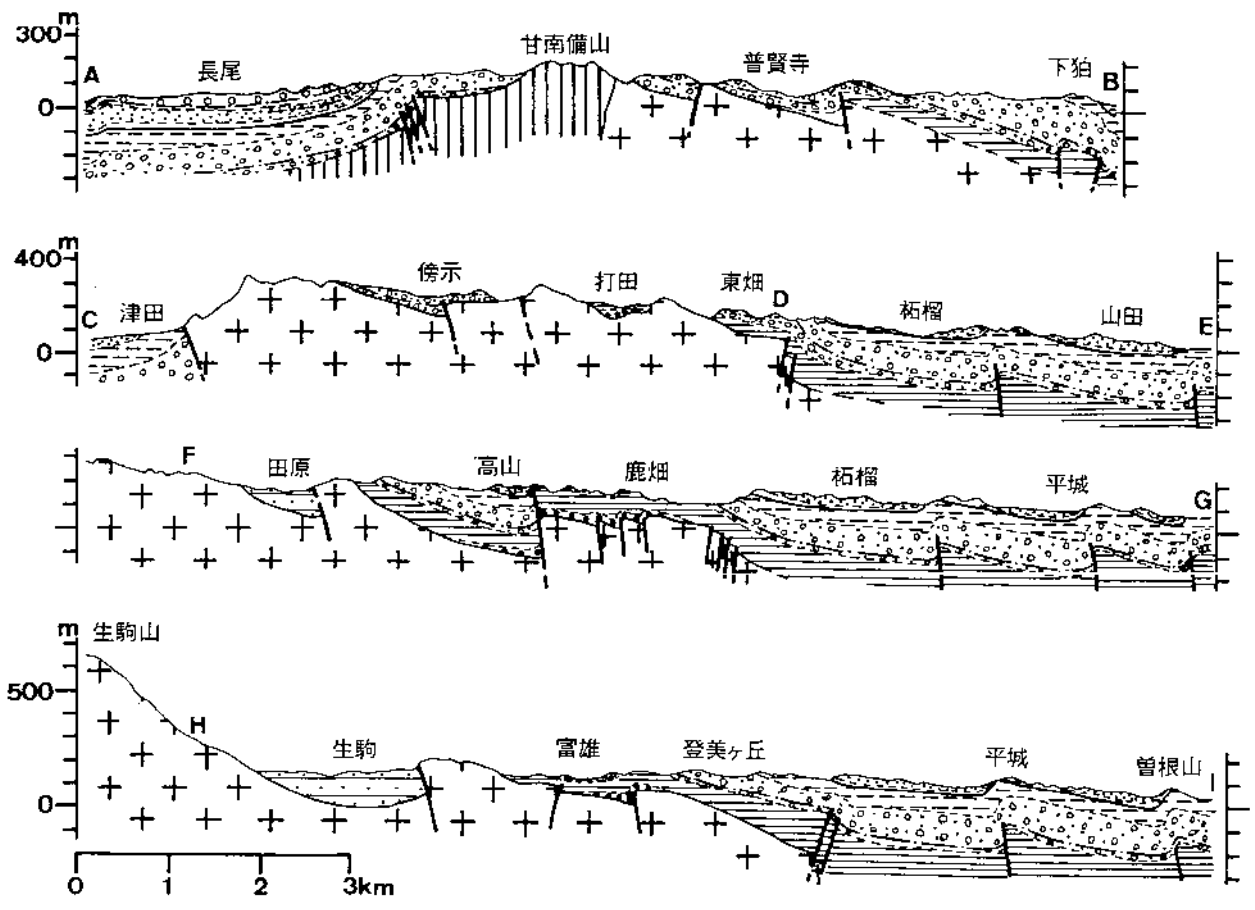 m
300
甘南備山
A 長尾 普賢寺 下狛 B
0
m
400
傍示 打田 東畑
C 津田 D 柘榴 山田 E
0
F 田原 高山 鹿畑 柘榴 平城 G
m 生駒山
500
H 生駒 富雄 登美ヶ丘 平城 曽根山
0
0 1 2 3km